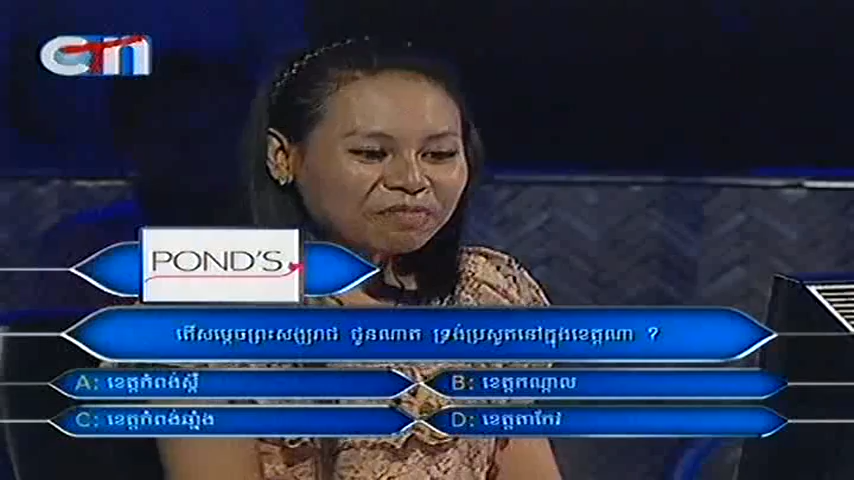 CTN
POND'S
តើសម្តេចព្រះសង្ឃរាជ ជួនណាត ទ្រង់ប្រសូតនៅក្នុងខេត្តណា ?
A: ខេត្តកំពង់ស្ពឺ
B: ខេត្តកណ្តាល
C: ខេត្តកំពង់ឆ្នាំង
D: ខេត្តតាកែវ